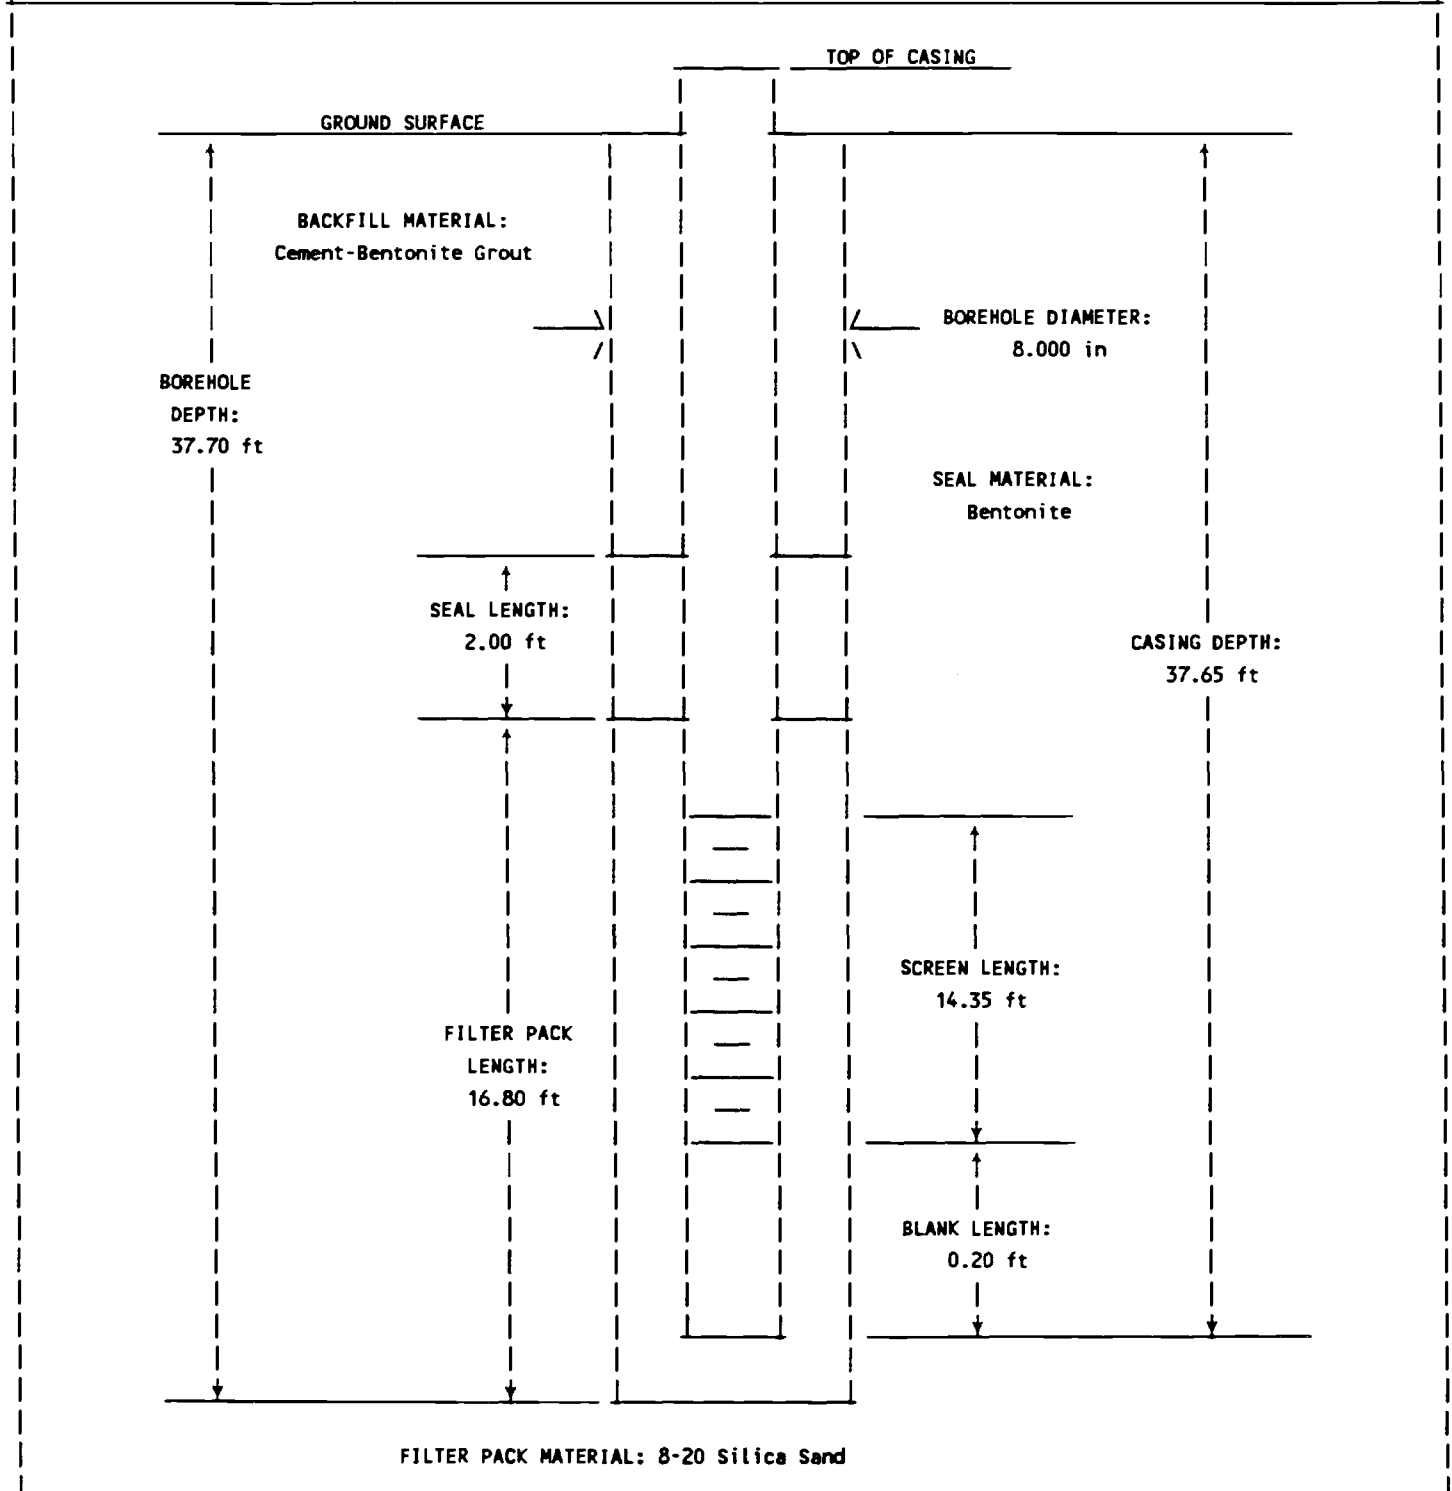 TOP OF CASING
GROUND SURFACE
BACKFILL MATERIAL:
Cement-Bentonite Grout
BOREHOLE DIAMETER:
8.000 in
BOREHOLE
DEPTH:
37.70 ft
SEAL MATERIAL:
Bentonite
SEAL LENGTH:
2.00 ft
CASING DEPTH:
37.65 ft
SCREEN LENGTH:
14.35 ft
FILTER PACK
LENGTH:
16.80 ft
BLANK LENGTH:
0.20 ft
FILTER PACK MATERIAL: 8-20 Silica Sand